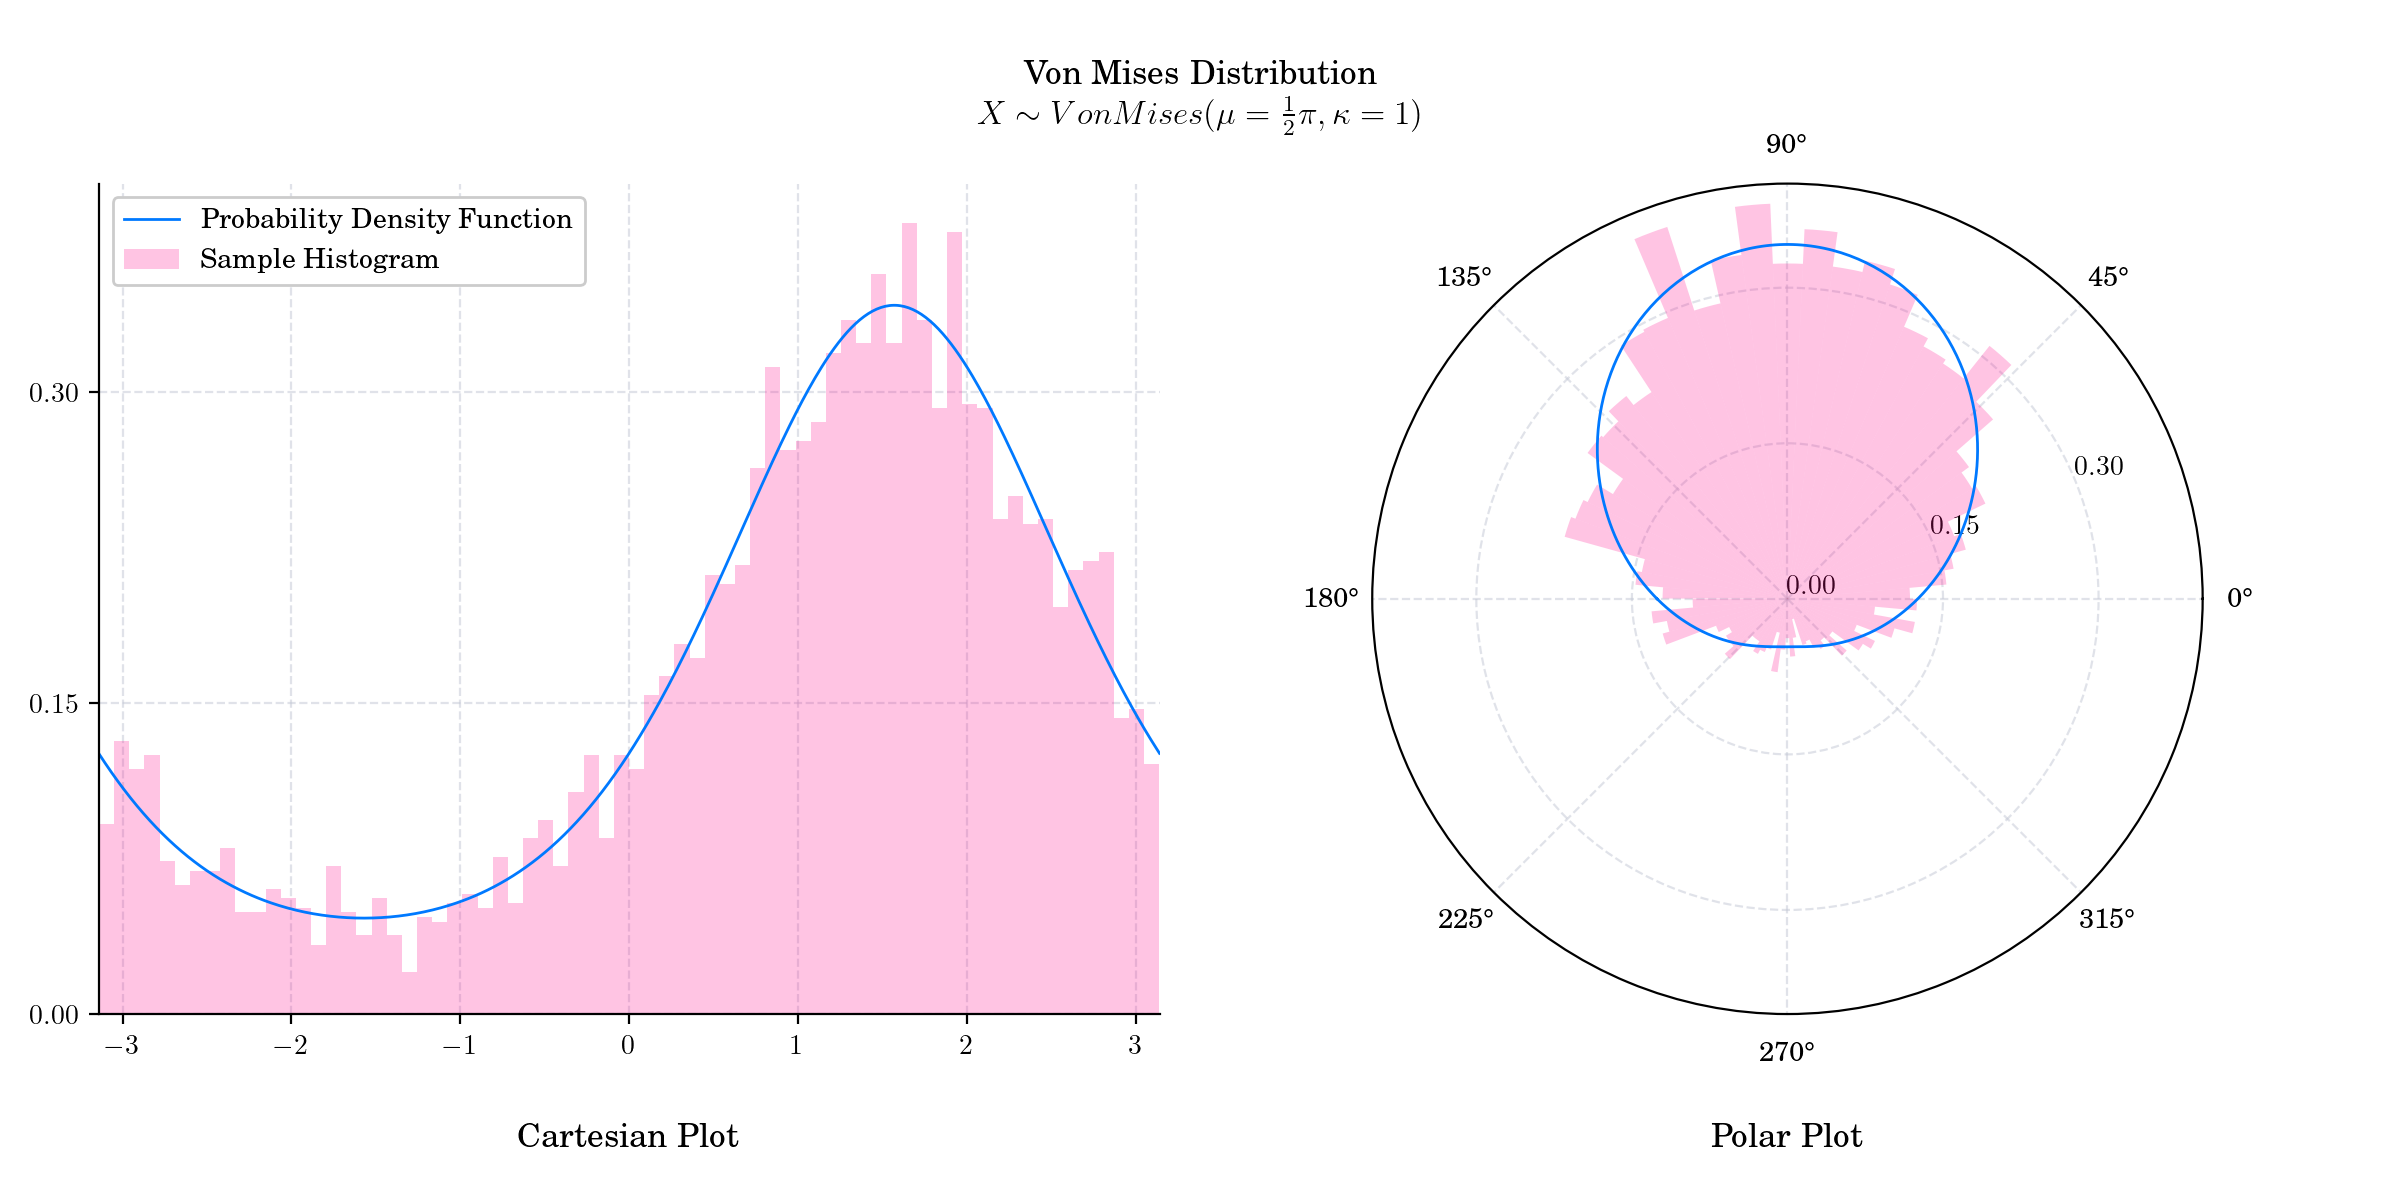 Von Mises Distribution
X ∼ VonMises(μ = 1/2 π, κ = 1)
Probability Density Function
Sample Histogram
0.30
0.15
0.00
−3 −2 −1 0 1 2 3
Cartesian Plot
90°
135° 45°
0.30
0.15
0.00
180° 0°
225° 315°
270°
Polar Plot